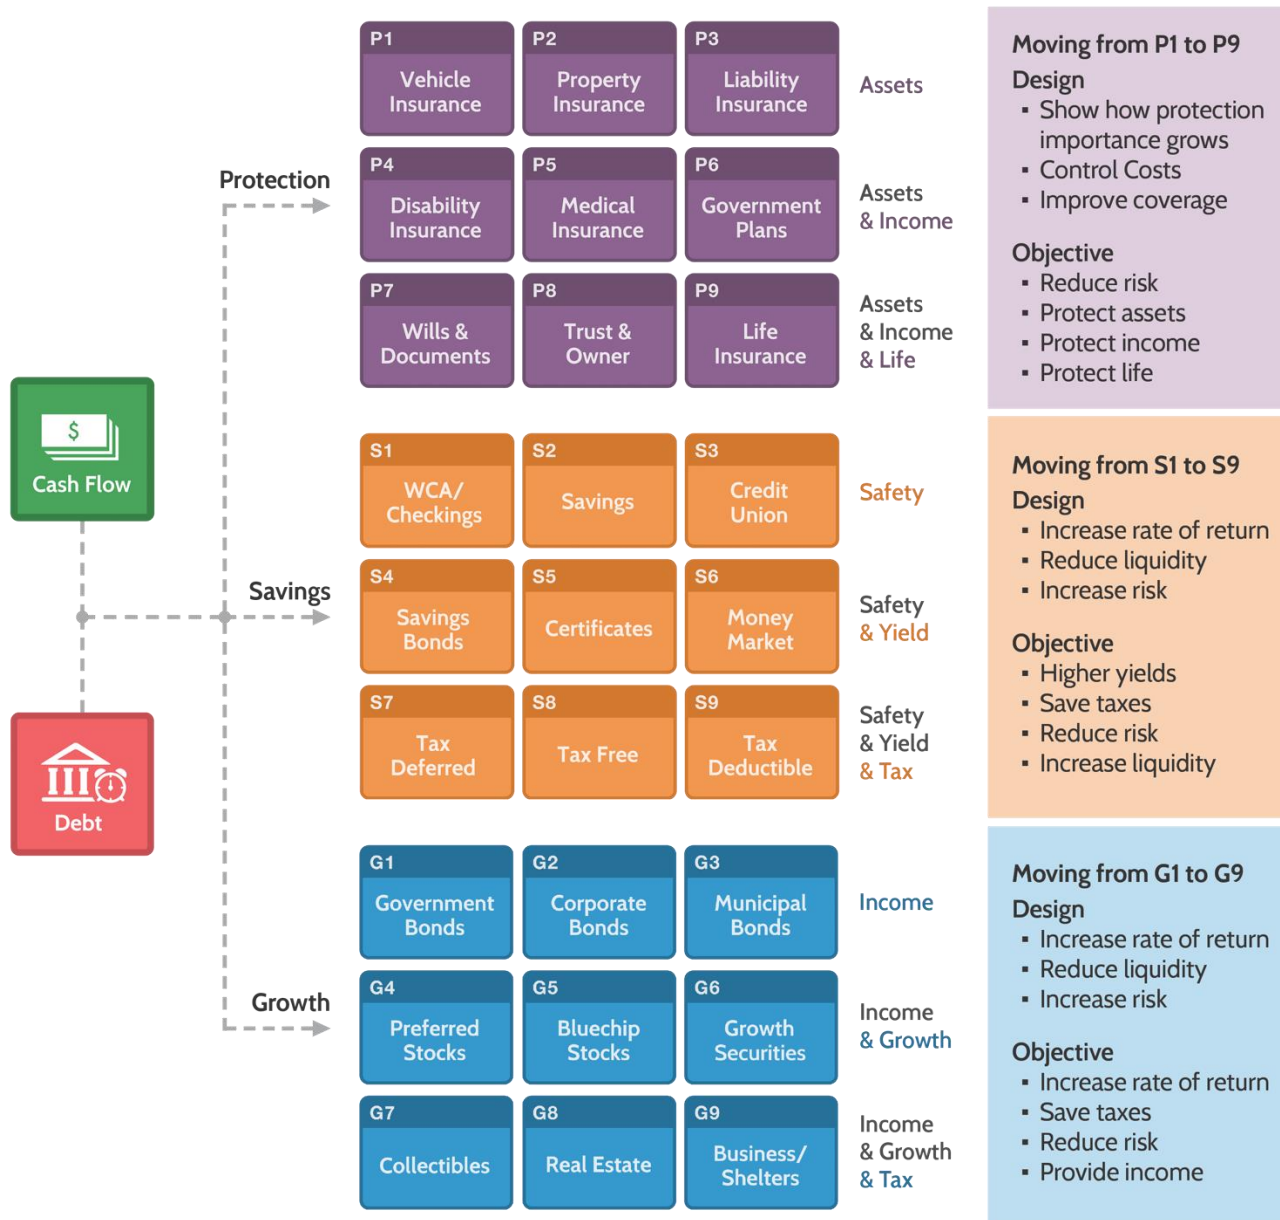 Cash Flow
$
Debt
Protection
P1
Vehicle
Insurance
P2
Property
Insurance
P3
Liability
Insurance
Assets
P4
Disability
Insurance
P5
Medical
Insurance
P6
Government
Plans
Assets
& Income
P7
Wills &
Documents
P8
Trust &
Owner
P9
Life
Insurance
Assets
& Income
& Life
Moving from P1 to P9
Design
▪ Show how protection
importance grows
▪ Control Costs
▪ Improve coverage
Objective
▪ Reduce risk
▪ Protect assets
▪ Protect income
▪ Protect life
Savings
S1
WCA/
Checkings
S2
Savings
S3
Credit
Union
Safety
S4
Savings
Bonds
S5
Certificates
S6
Money
Market
Safety
& Yield
S7
Tax
Deferred
S8
Tax Free
S9
Tax
Deductible
Safety
& Yield
& Tax
Moving from S1 to S9
Design
▪ Increase rate of return
▪ Reduce liquidity
▪ Increase risk
Objective
▪ Higher yields
▪ Save taxes
▪ Reduce risk
▪ Increase liquidity
Growth
G1
Government
Bonds
G2
Corporate
Bonds
G3
Municipal
Bonds
Income
G4
Preferred
Stocks
G5
Bluechip
Stocks
G6
Growth
Securities
Income
& Growth
G7
Collectibles
G8
Real Estate
G9
Business/
Shelters
Income
& Growth
& Tax
Moving from G1 to G9
Design
▪ Increase rate of return
▪ Reduce liquidity
▪ Increase risk
Objective
▪ Increase rate of return
▪ Save taxes
▪ Reduce risk
▪ Provide income